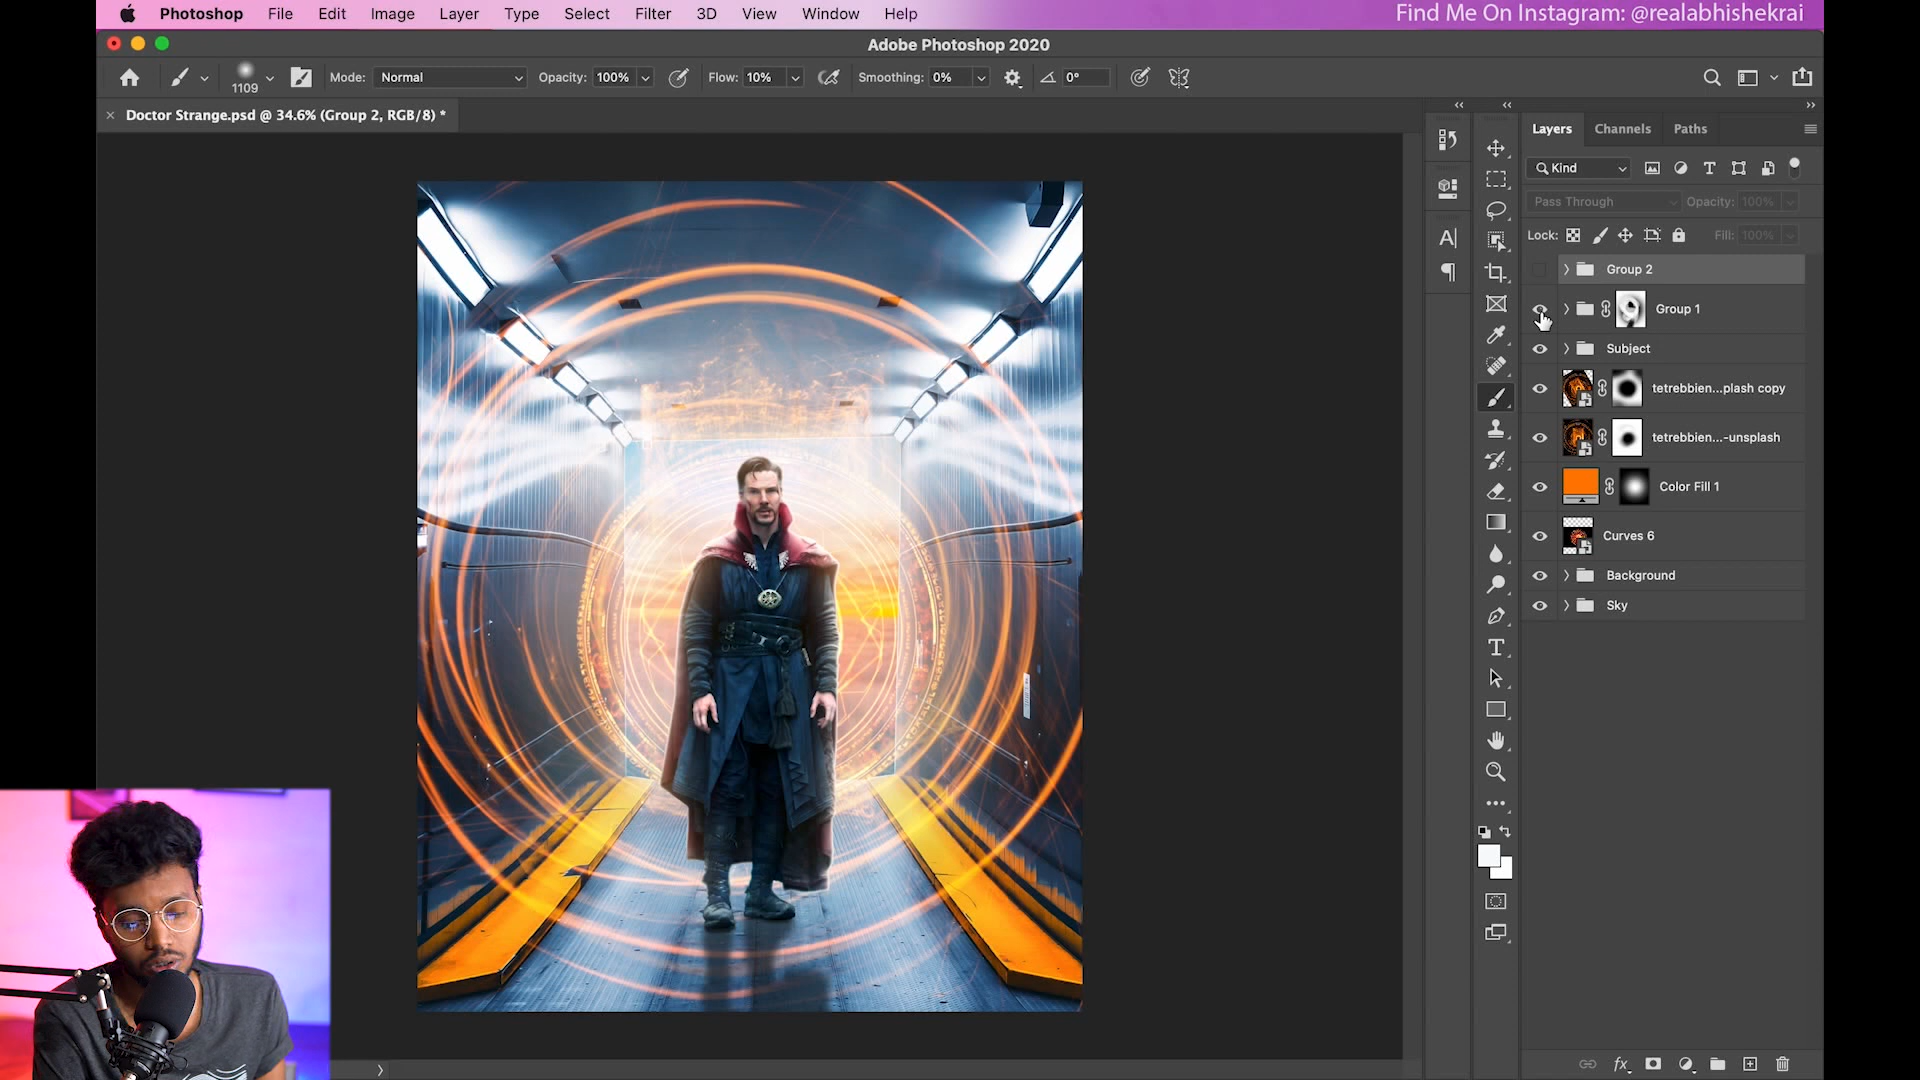 Photoshop File Edit Image Layer Type Select Filter 3D View Window Help
Find Me On Instagram: @realabhishekrai
Adobe Photoshop 2020
1109
Mode: Normal Opacity: 100% Flow: 10% Smoothing: 0% 0°
Doctor Strange.psd @ 34.6% (Group 2, RGB/8) *
Layers Channels Paths
Kind
Pass Through Opacity: 100%
Lock: Fill: 100%
Group 2
Group 1
Subject
tetrebbien...plash copy
tetrebbien...-unsplash
Color Fill 1
Curves 6
Background
Sky